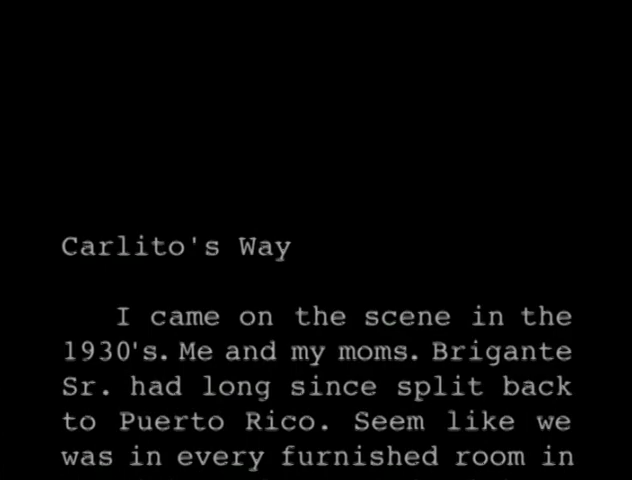 Carlito's Way
I came on the scene in the
1930's. Me and my moms. Brigante
Sr. had long since split back
to Puerto Rico. Seem like we
was in every furnished room in